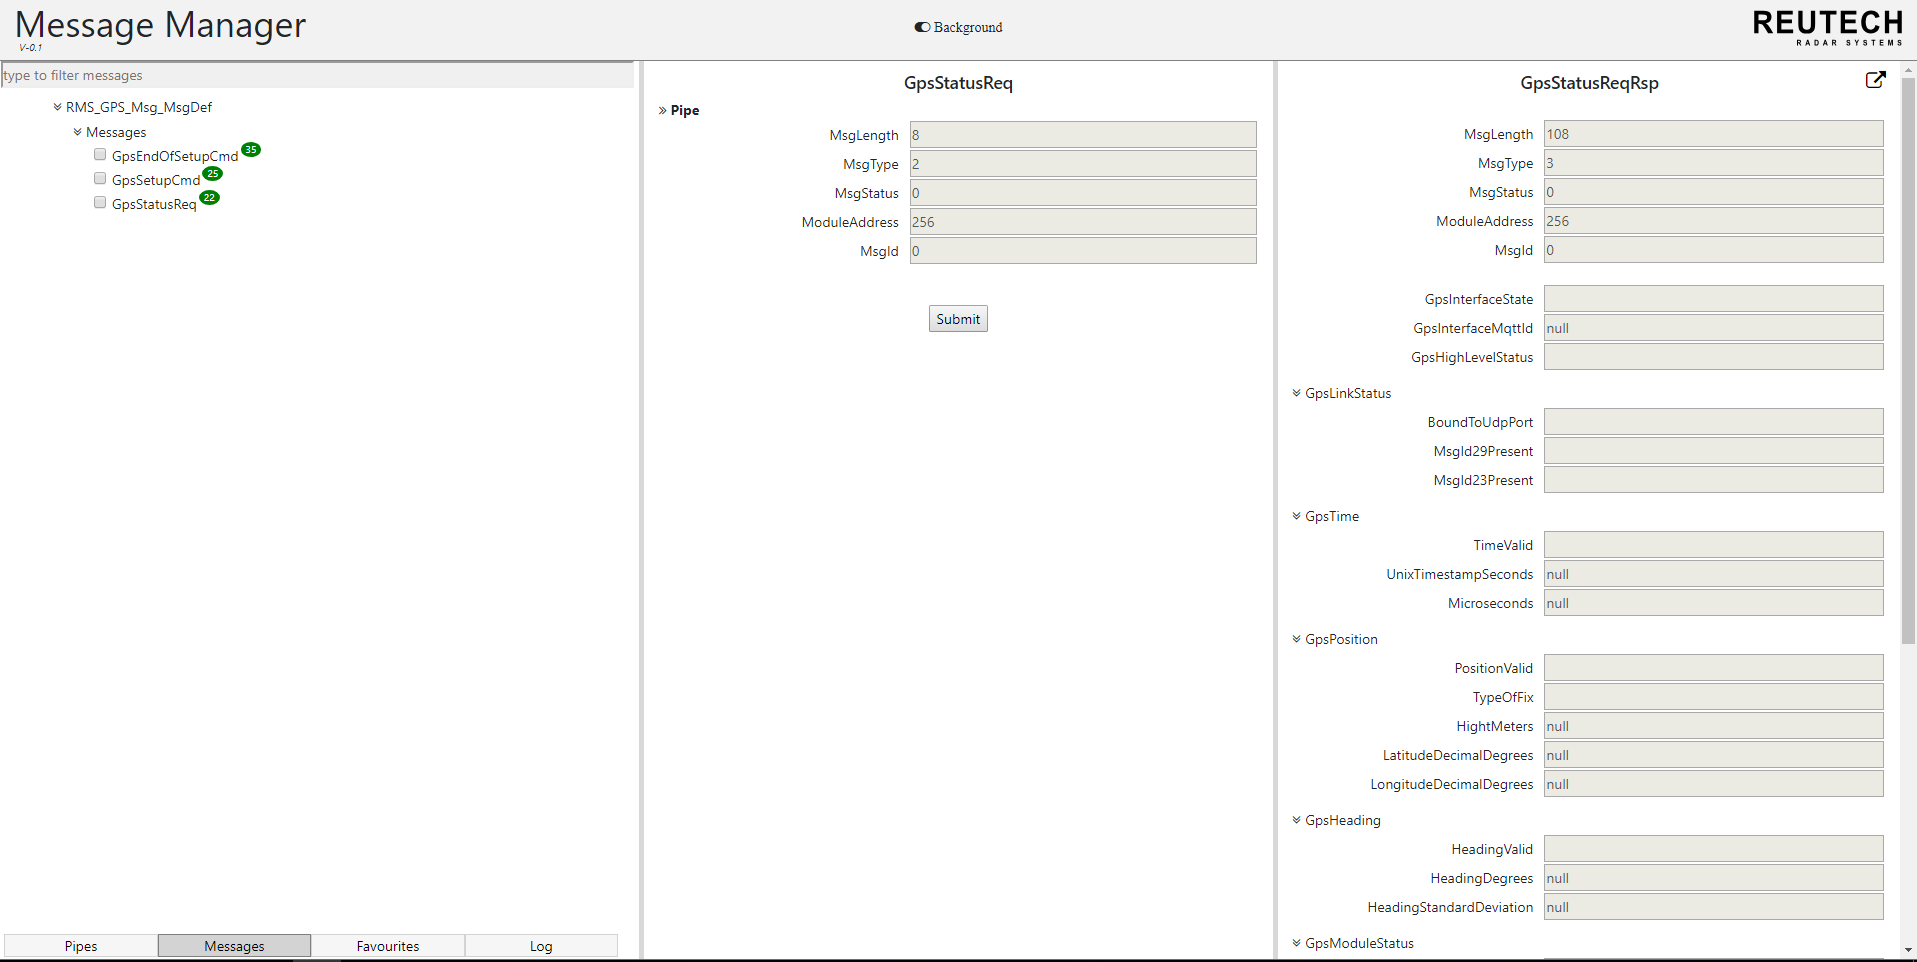 Message Manager
V-0.1
Background
REUTECH
RADAR SYSTEMS
type to filter messages
RMS_GPS_Msg_MsgDef
Messages
GpsEndOfSetupCmd 35
GpsSetupCmd 25
GpsStatusReq 22
Pipes
Messages
Favourites
Log
GpsStatusReq
Pipe
MsgLength 8
MsgType 2
MsgStatus 0
ModuleAddress 256
MsgId 0
Submit
GpsStatusReqRsp
MsgLength 108
MsgType 3
MsgStatus 0
ModuleAddress 256
MsgId 0
GpsInterfaceState
GpsInterfaceMqttId null
GpsHighLevelStatus
GpsLinkStatus
BoundToUdpPort
MsgId29Present
MsgId23Present
GpsTime
TimeValid
UnixTimestampSeconds null
Microseconds null
GpsPosition
PositionValid
TypeOfFix
HightMeters null
LatitudeDecimalDegrees null
LongitudeDecimalDegrees null
GpsHeading
HeadingValid
HeadingDegrees null
HeadingStandardDeviation null
GpsModuleStatus